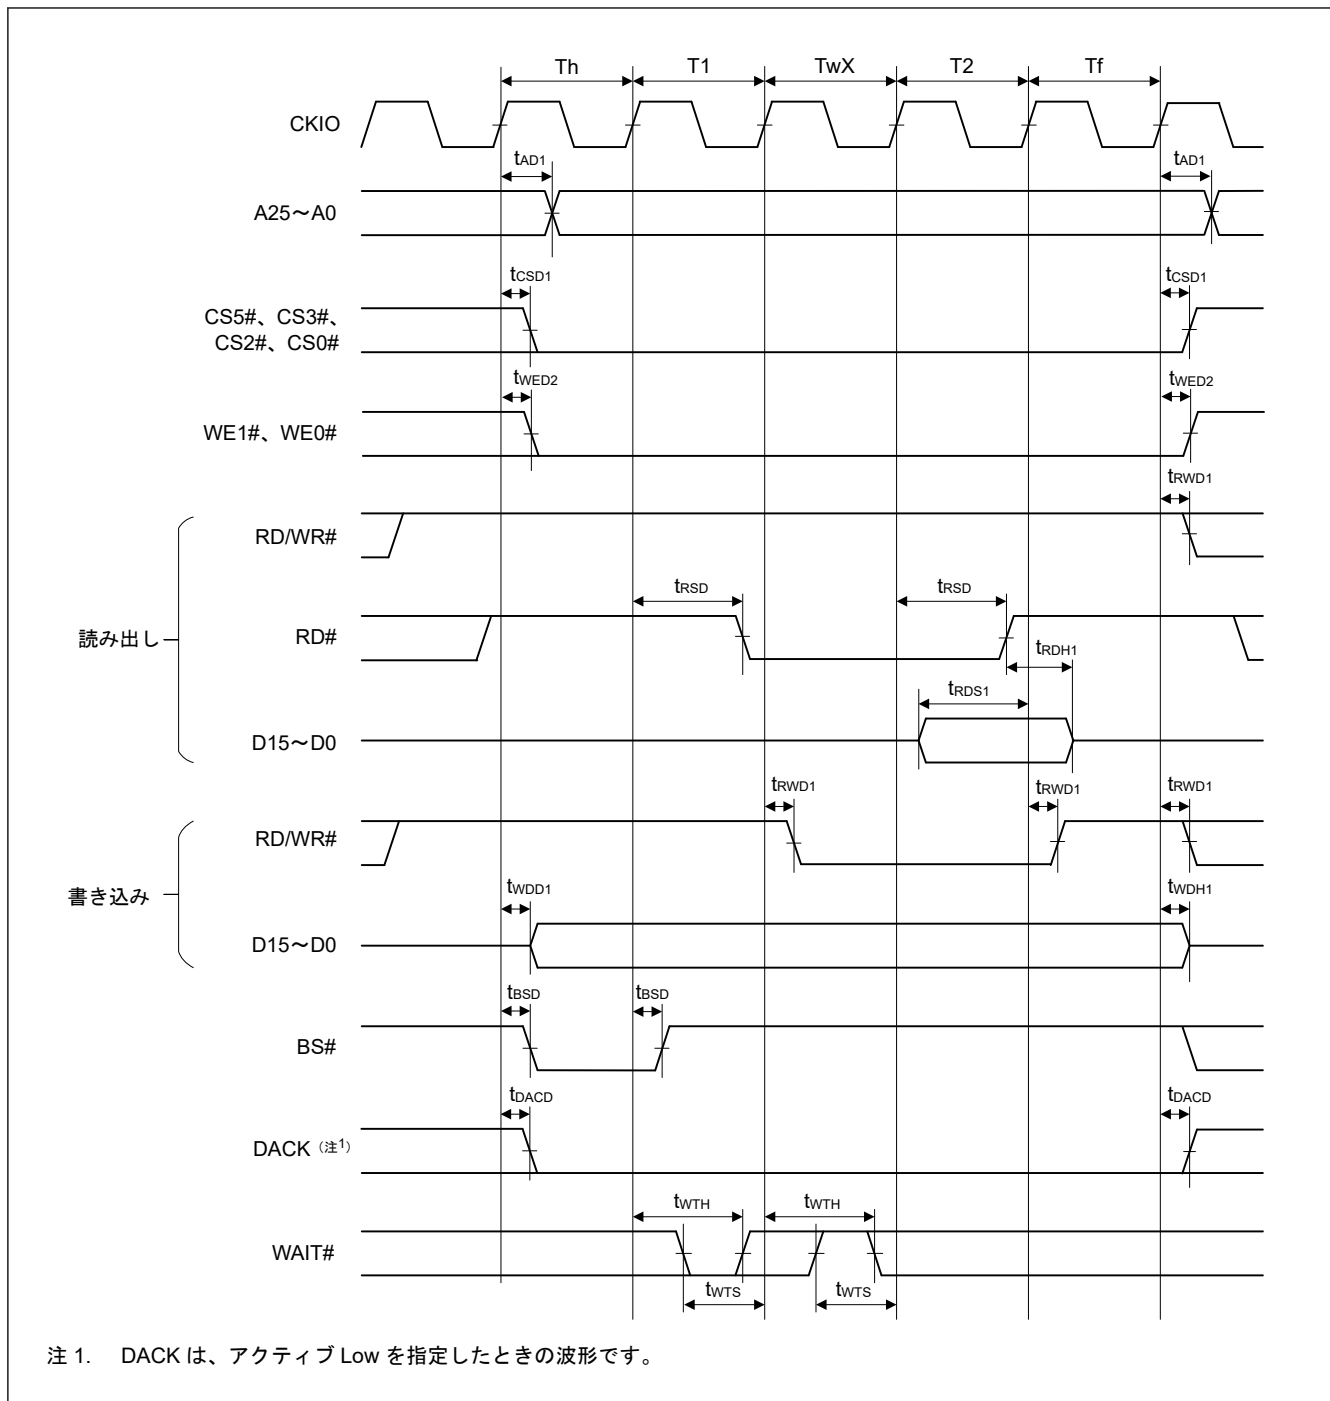 Th T1 TwX T2 Tf
CKIO
tAD1 tAD1
A25～A0
tCSD1 tCSD1
CS5#、CS3#、
CS2#、CS0#
tWED2 tWED2
WE1#、WE0#
tRWD1
RD/WR#
tRSD tRSD
読み出し
RD#
tRDH1
tRDS1
D15～D0
tRWD1 tRWD1 tRWD1
RD/WR#
書き込み
tWDD1 tWDH1
D15～D0
tBSD tBSD
BS#
tDACD tDACD
DACK（注1）
tWTH tWTH
WAIT#
tWTS tWTS
注 1. DACK は、アクティブ Low を指定したときの波形です。